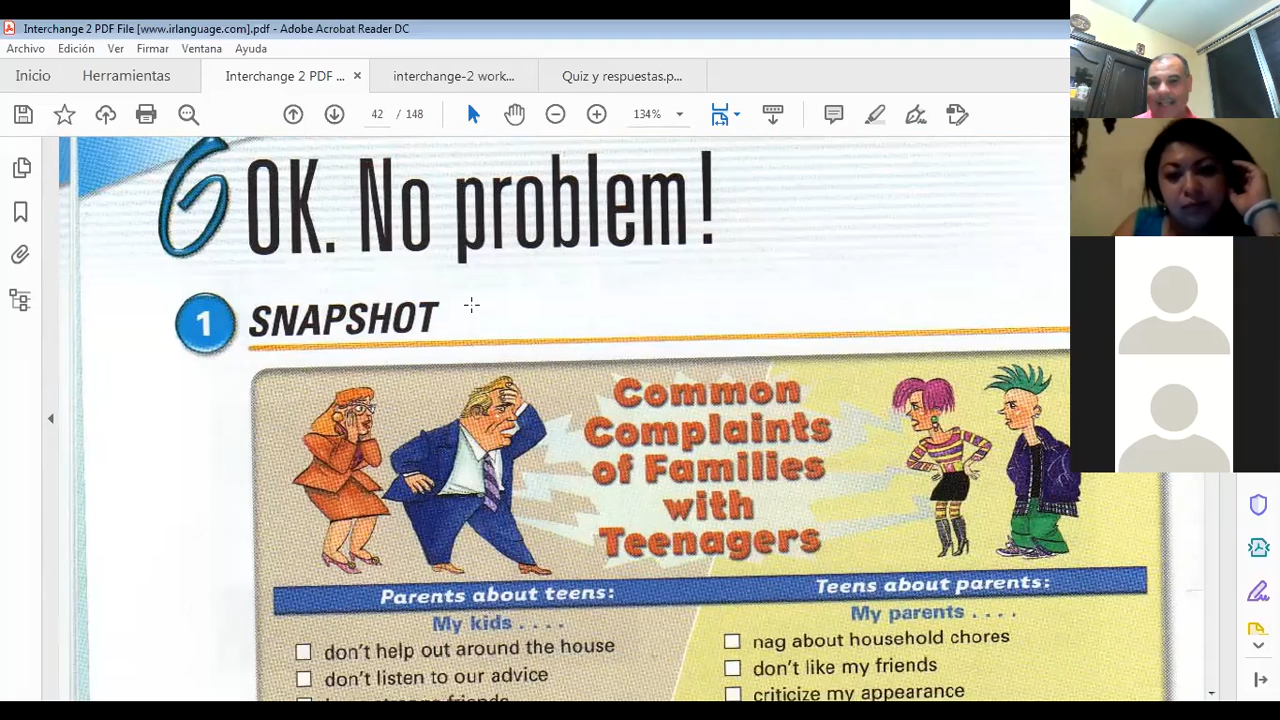 Interchange 2 PDF File [www.irlanguage.com].pdf - Adobe Acrobat Reader DC
Archivo Edición Ver Firmar Ventana Ayuda
Inicio Herramientas Interchange 2 PDF ... × interchange-2 work... Quiz y respuestas.p...
42 / 148 134%
6 OK. No problem!
1 SNAPSHOT
Common
Complaints
of Families
with
Teenagers
Parents about teens: Teens about parents:
My kids . . . . My parents . . . .
don't help out around the house nag about household chores
don't listen to our advice don't like my friends
criticize my appearance